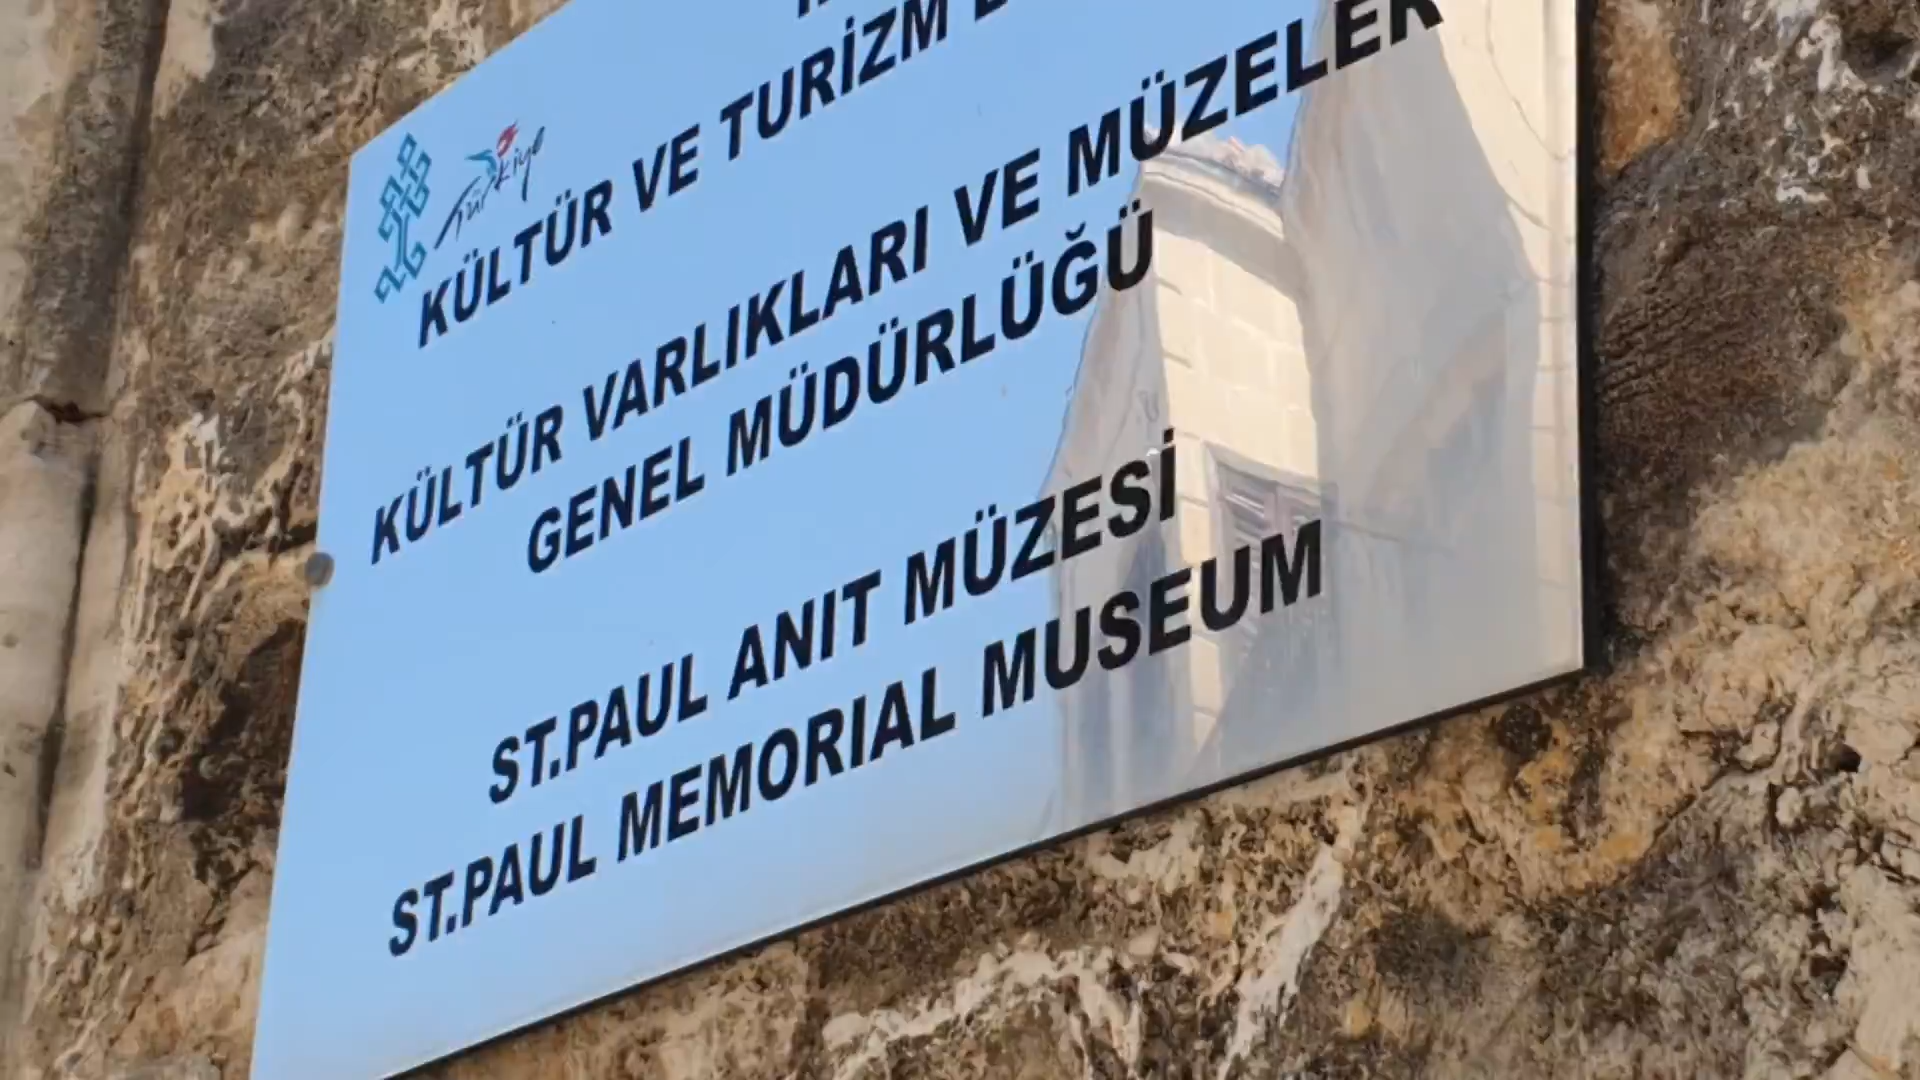 Türkiye
KÜLTÜR VE TURİZM
KÜLTÜR VARLIKLARI VE MÜZELER
GENEL MÜDÜRLÜĞÜ
ST.PAUL ANIT MÜZESİ
ST.PAUL MEMORIAL MUSEUM